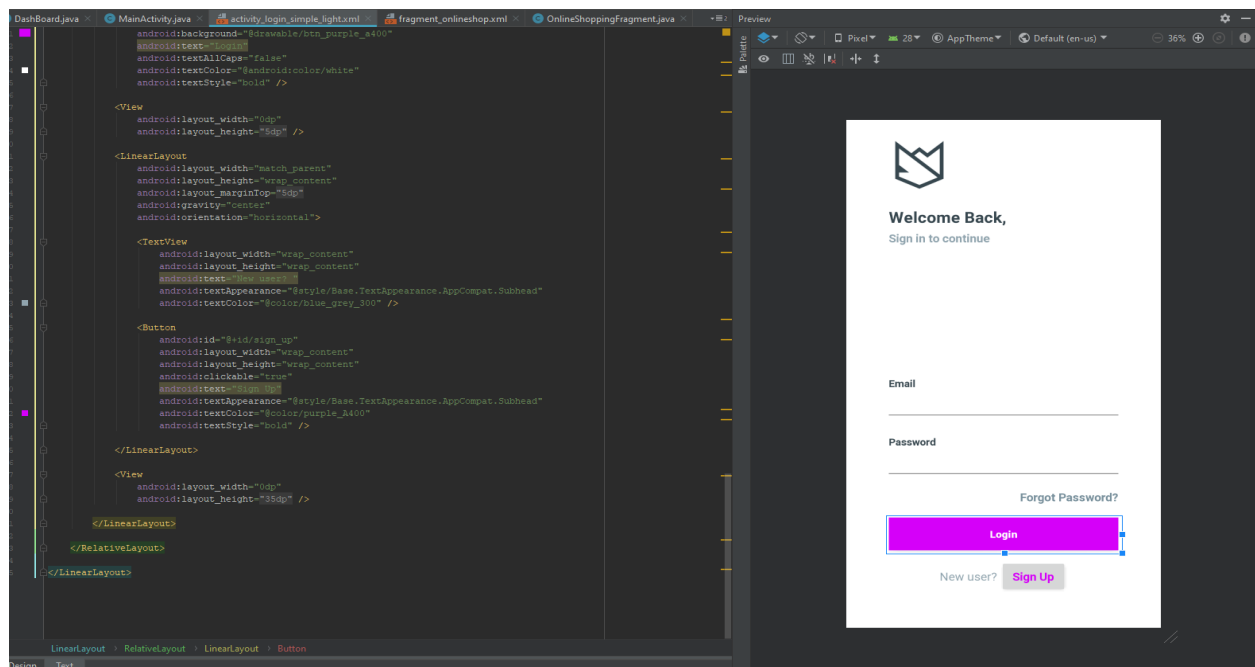 DashBoard.java × MainActivity.java × activity_login_simple_light.xml × fragment_onlineshop.xml × OnlineShoppingFragment.java × Preview
Palette
Pixel 28 AppTheme Default (en-us) 36%
android:background="@drawable/btn_purple_a400"
android:text="Login"
android:textAllCaps="false"
android:textColor="@android:color/white"
android:textStyle="bold" />
<View
android:layout_width="0dp"
android:layout_height="5dp" />
<LinearLayout
android:layout_width="match_parent"
android:layout_height="wrap_content"
android:layout_marginTop="5dp"
android:gravity="center"
android:orientation="horizontal">
<TextView
android:layout_width="wrap_content"
android:layout_height="wrap_content"
android:text="New user? "
android:textAppearance="@style/Base.TextAppearance.AppCompat.Subhead"
android:textColor="@color/blue_grey_300" />
<Button
android:id="@+id/sign_up"
android:layout_width="wrap_content"
android:layout_height="wrap_content"
android:clickable="true"
android:text="Sign Up"
android:textAppearance="@style/Base.TextAppearance.AppCompat.Subhead"
android:textColor="@color/purple_A400"
android:textStyle="bold" />
</LinearLayout>
<View
android:layout_width="0dp"
android:layout_height="35dp" />
</LinearLayout>
</RelativeLayout>
</LinearLayout>
LinearLayout › RelativeLayout › LinearLayout › Button
Design Text
Welcome Back,
Sign in to continue
Email
Password
Forgot Password?
Login
New user? Sign Up